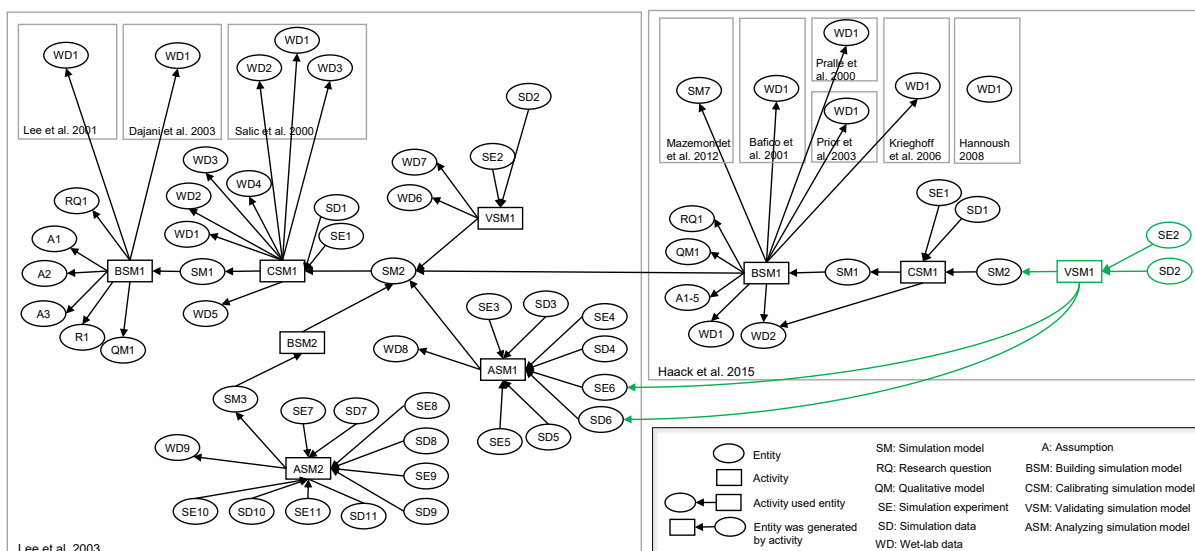 WD1
Lee et al. 2001
WD1
Dajani et al. 2003
WD1
WD2
WD3
Salic et al. 2000
SD2
SE2
WD7
WD6
VSM1
WD3
WD4
WD2
WD1
SD1
SE1
RQ1
A1
A2
A3
R1
QM1
BSM1
SM1
CSM1
WD5
SM2
BSM2
SM3
SE3
SD3
SE4
SD4
WD8
ASM1
SE6
SD6
SE5
SD5
SE7
SD7
SE8
SD8
WD9
ASM2
SE9
SD9
SE10
SD10
SE11
SD11
Lee et al. 2003
SM7
Mazemondet
et al. 2012
WD1
Bafico et al.
2001
WD1
Pralle et
al. 2000
WD1
Prior et
al. 2003
WD1
Krieghoff
et al. 2006
WD1
Hannoush
2008
RQ1
QM1
A1-5
WD1
WD2
BSM1
SM1
SE1
SD1
CSM1
SM2
VSM1
SE2
SD2
Haack et al. 2015
Entity
Activity
Activity used entity
Entity was generated
by activity
SM: Simulation model
RQ: Research question
QM: Qualitative model
SE: Simulation experiment
SD: Simulation data
WD: Wet-lab data
A: Assumption
BSM: Building simulation model
CSM: Calibrating simulation model
VSM: Validating simulation model
ASM: Analyzing simulation model